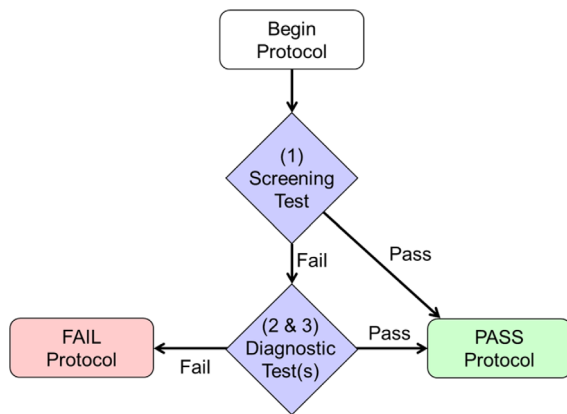 Begin
Protocol
(1)
Screening
Test
Fail
Pass
FAIL
Protocol
Fail
(2 & 3)
Diagnostic
Test(s)
Pass
PASS
Protocol